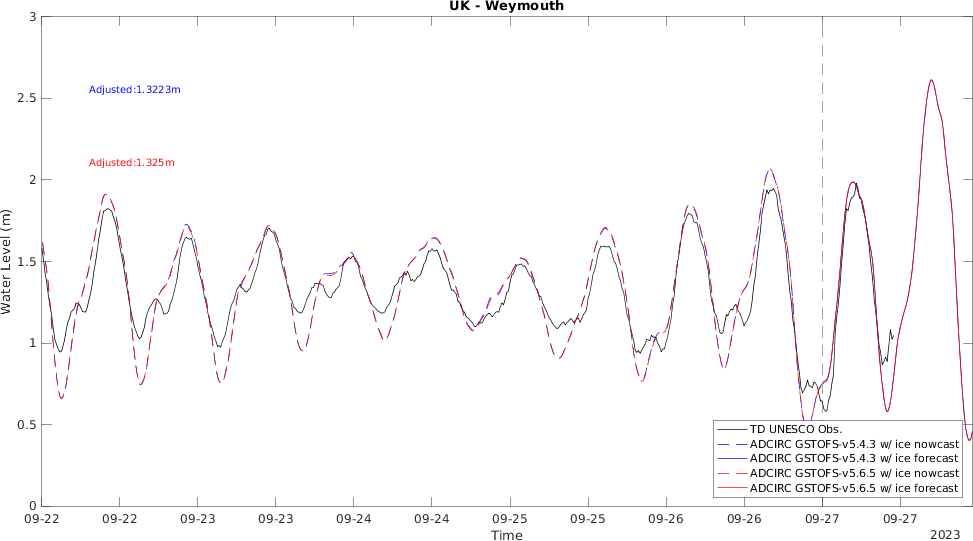 UK - Weymouth
3
2.5
2
1.5
1
0.5
0
Water Level (m)
Adjusted:1.3223m
Adjusted:1.325m
TD UNESCO Obs.
ADCIRC GSTOFS-v5.4.3 w/ ice nowcast
ADCIRC GSTOFS-v5.4.3 w/ ice forecast
ADCIRC GSTOFS-v5.6.5 w/ ice nowcast
ADCIRC GSTOFS-v5.6.5 w/ ice forecast
09-22 09-22 09-23 09-23 09-24 09-24 09-25 09-25 09-26 09-26 09-27 09-27
Time
2023